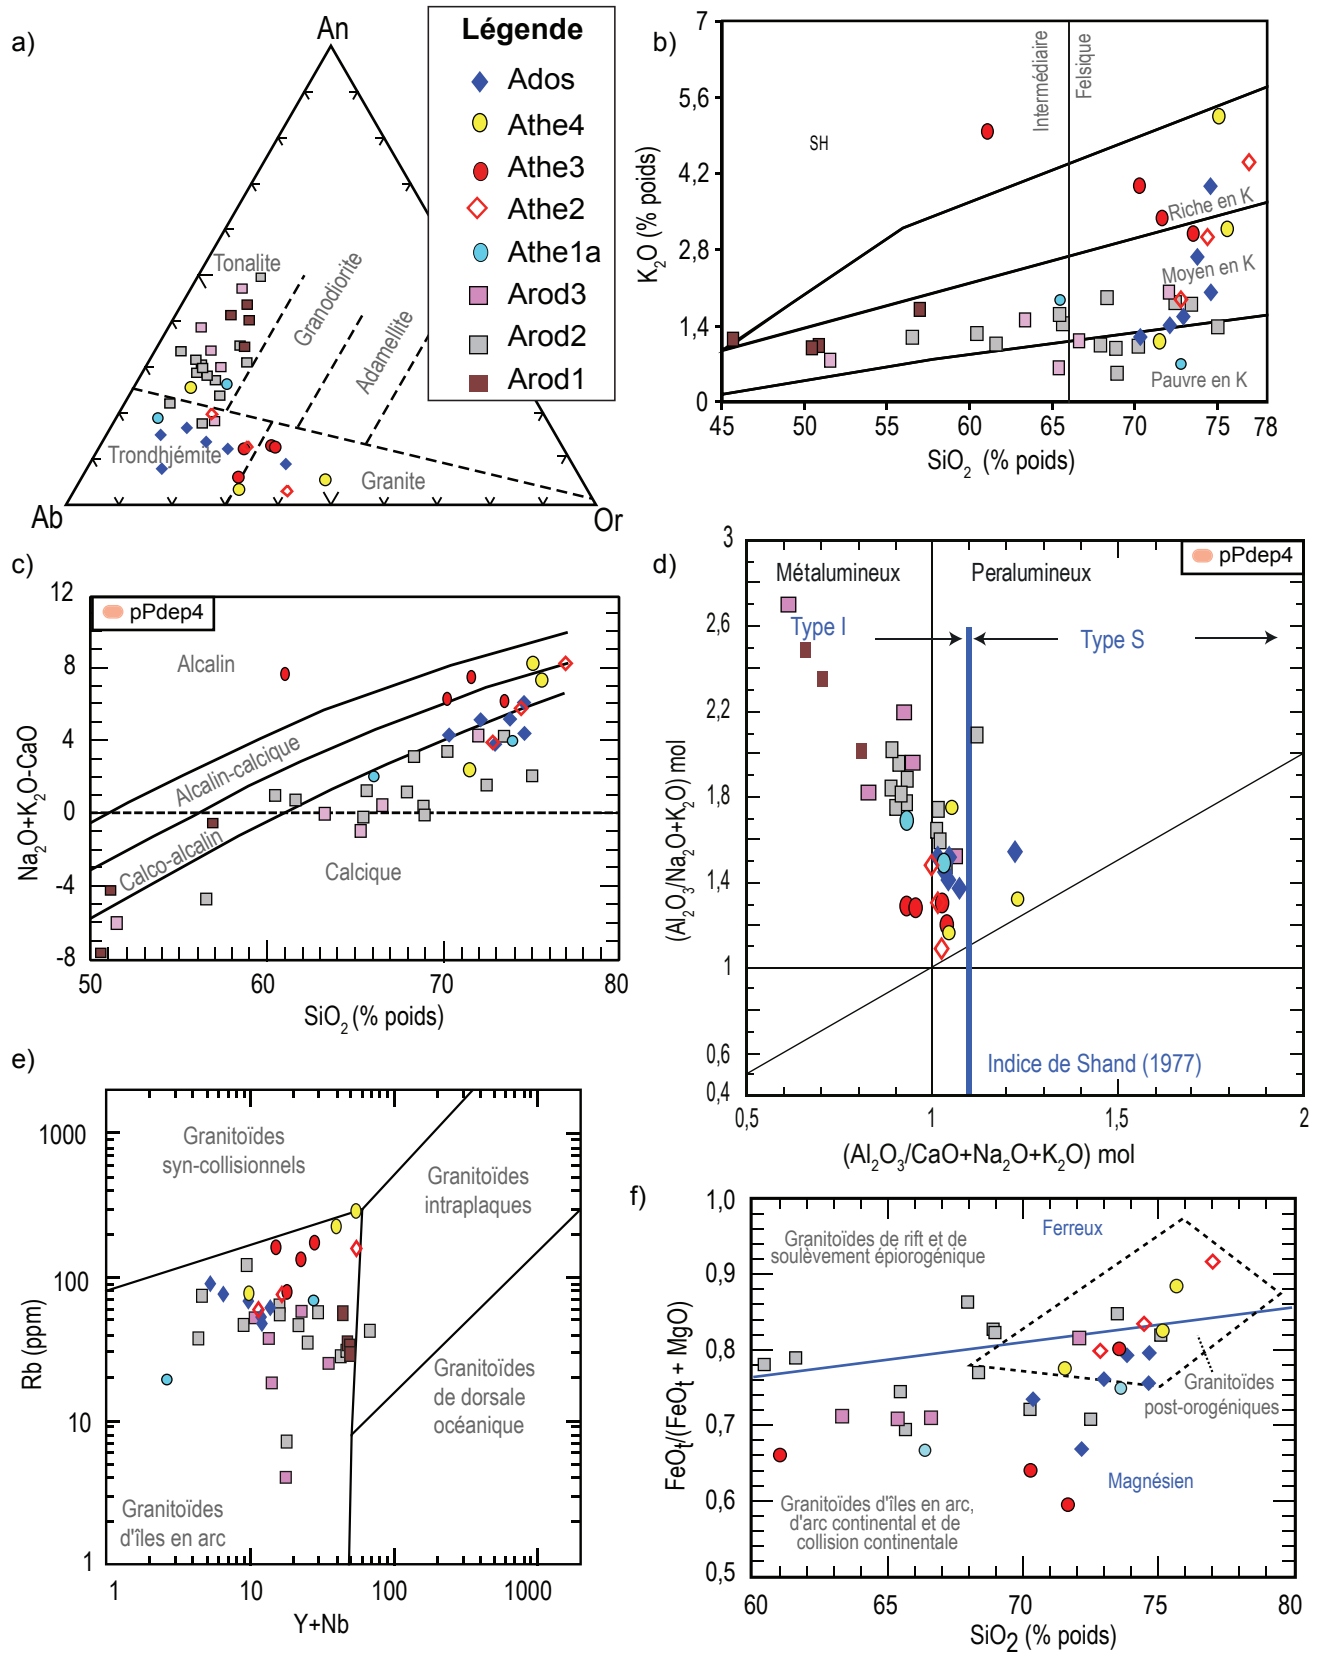 a)
An
Tonalite
Granodiorite
Adamellite
Trondhjémite
Granite
Ab
Or
Légende
Ados
Athe4
Athe3
Athe2
Athe1a
Arod3
Arod2
Arod1
b)
7
5,6
4,2
2,8
1,4
0
K2O (% poids)
SH
Intermédiaire
Felsique
Riche en K
Moyen en K
Pauvre en K
45
50
55
60
65
70
75
78
SiO2 (% poids)
c)
12
8
4
0
-4
-8
Na2O+K2O-CaO
pPdep4
Alcalin
Alcalin-calcique
Calco-alcalin
Calcique
50
60
70
80
SiO2 (% poids)
d)
3
2,6
2,2
1,8
1,4
1
0,6
0,4
(Al2O3/Na2O+K2O) mol
pPdep4
Métalumineux
Peralumineux
Type I
Type S
Indice de Shand (1977)
0,5
1
1,5
2
(Al2O3/CaO+Na2O+K2O) mol
e)
1000
100
10
1
Rb (ppm)
Granitoïdes
syn-collisionnels
Granitoïdes
intraplaques
Granitoïdes
de dorsale
océanique
Granitoïdes
d'îles en arc
1
10
100
1000
Y+Nb
f)
1,0
0,9
0,8
0,7
0,6
0,5
FeOt/(FeOt + MgO)
Granitoïdes de rift et de
soulèvement épiorogénique
Ferreux
Granitoïdes
post-orogéniques
Magnésien
Granitoïdes d'îles en arc,
d'arc continental et de
collision continentale
60
65
70
75
80
SiO2 (% poids)